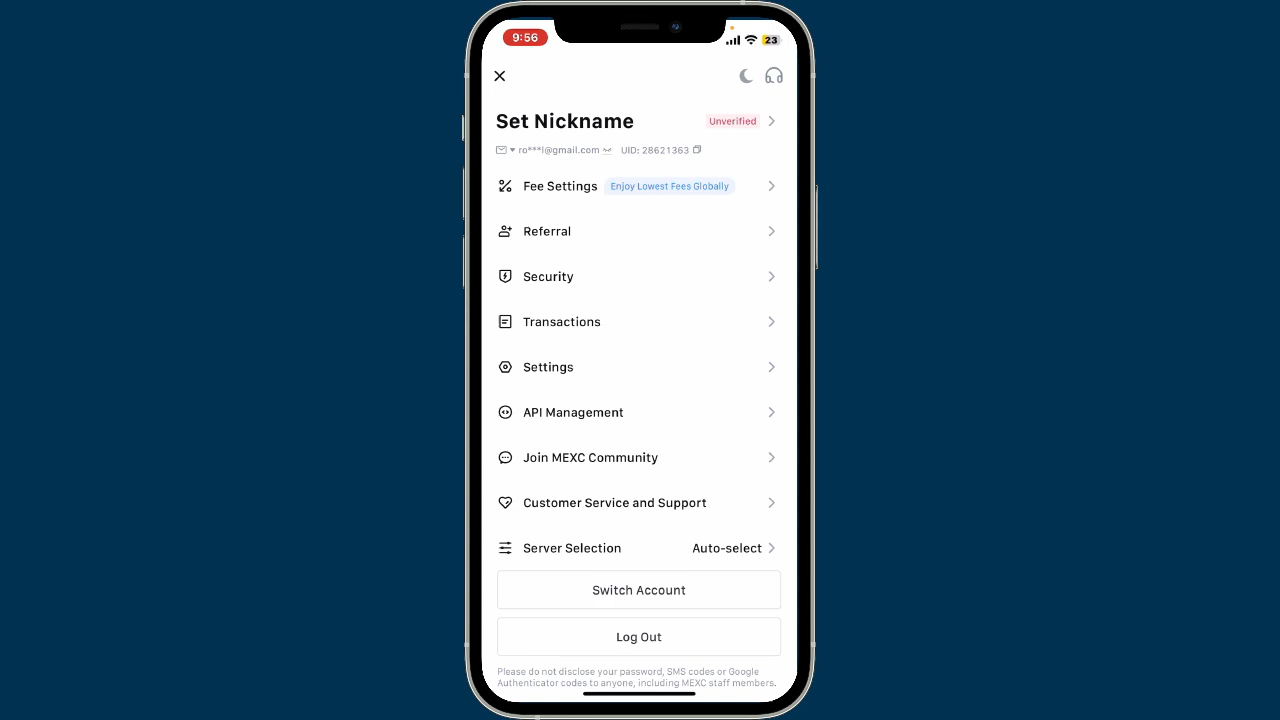 9:56
23
Set Nickname
Unverified
ro***l@gmail.com UID: 28621363
Fee Settings Enjoy Lowest Fees Globally
Referral
Security
Transactions
Settings
API Management
Join MEXC Community
Customer Service and Support
Server Selection Auto-select
Switch Account
Log Out
Please do not disclose your password, SMS codes or Google
Authenticator codes to anyone, including MEXC staff members.